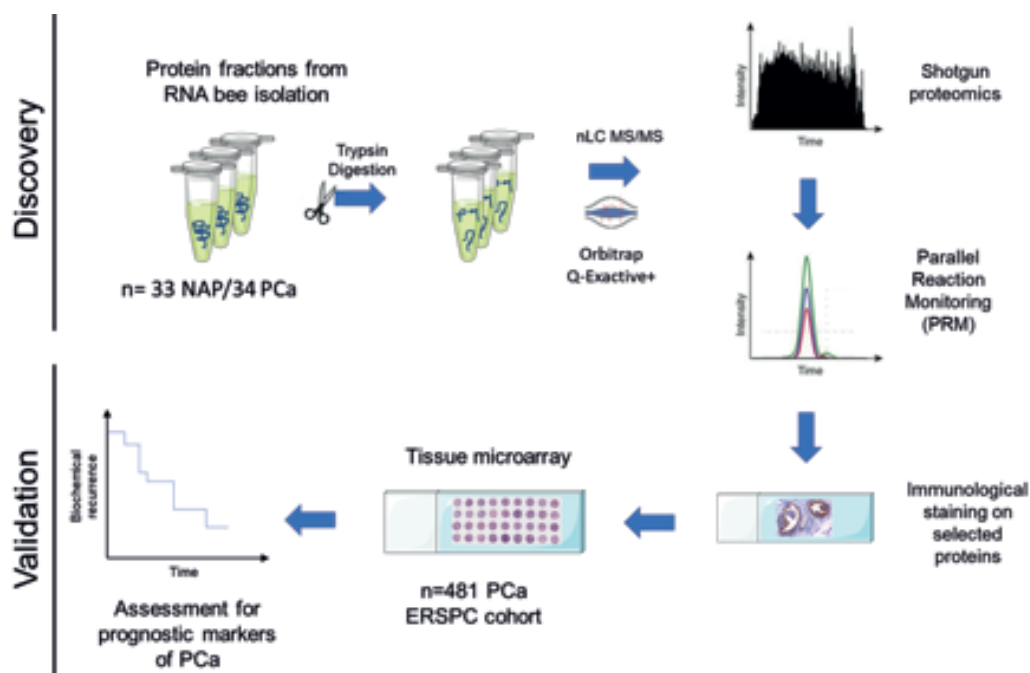 Discovery
Protein fractions from
RNA bee isolation
n= 33 NAP/34 PCa
Trypsin
Digestion
nLC MS/MS
Orbitrap
Q-Exactive+
Intensity
Time
Shotgun
proteomics
Intensity
Time
Parallel
Reaction
Monitoring
(PRM)
Validation
Immunological
staining on
selected
proteins
Tissue microarray
n=481 PCa
ERSPC cohort
Biochemical
recurrence
Time
Assessment for
prognostic markers
of PCa